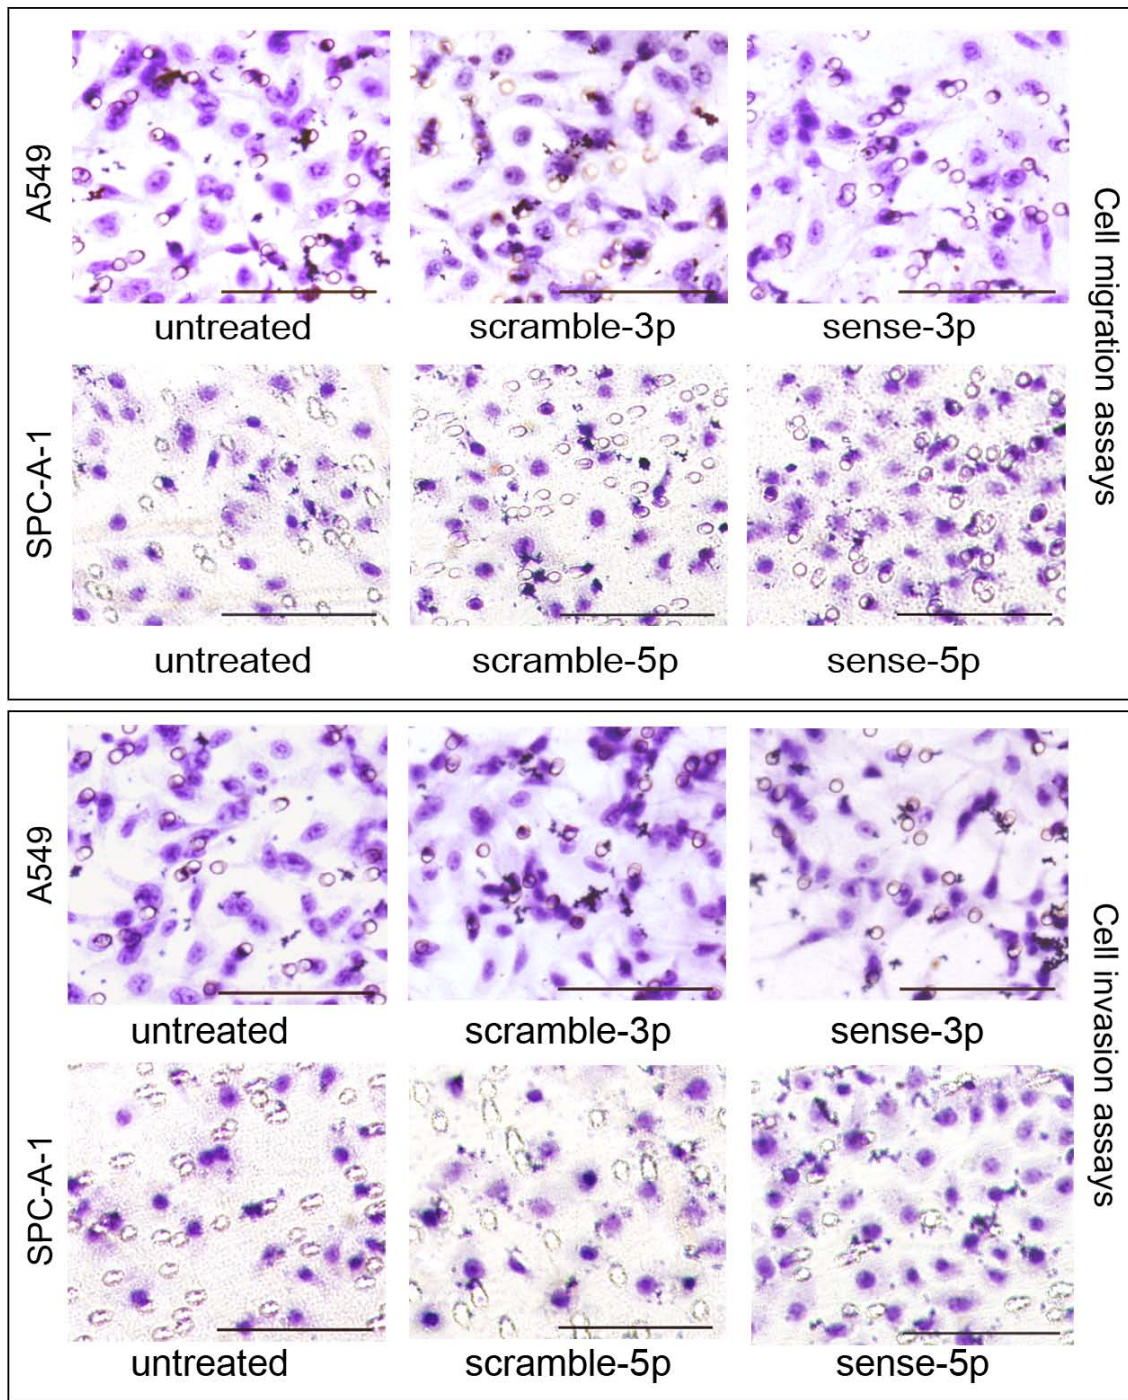 A549
untreated
scramble-3p
sense-3p
SPC-A-1
untreated
scramble-5p
sense-5p
Cell migration assays
A549
untreated
scramble-3p
sense-3p
SPC-A-1
untreated
scramble-5p
sense-5p
Cell invasion assays